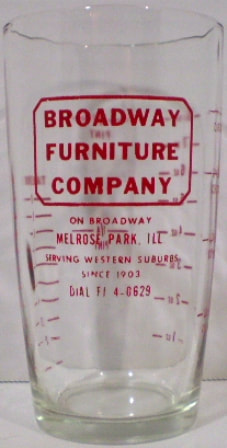 BROADWAY
FURNITURE
COMPANY
ON BROADWAY
MELROSE PARK, ILL
SERVING WESTERN SUBURBS
SINCE 1903
DIAL FI 4-0629